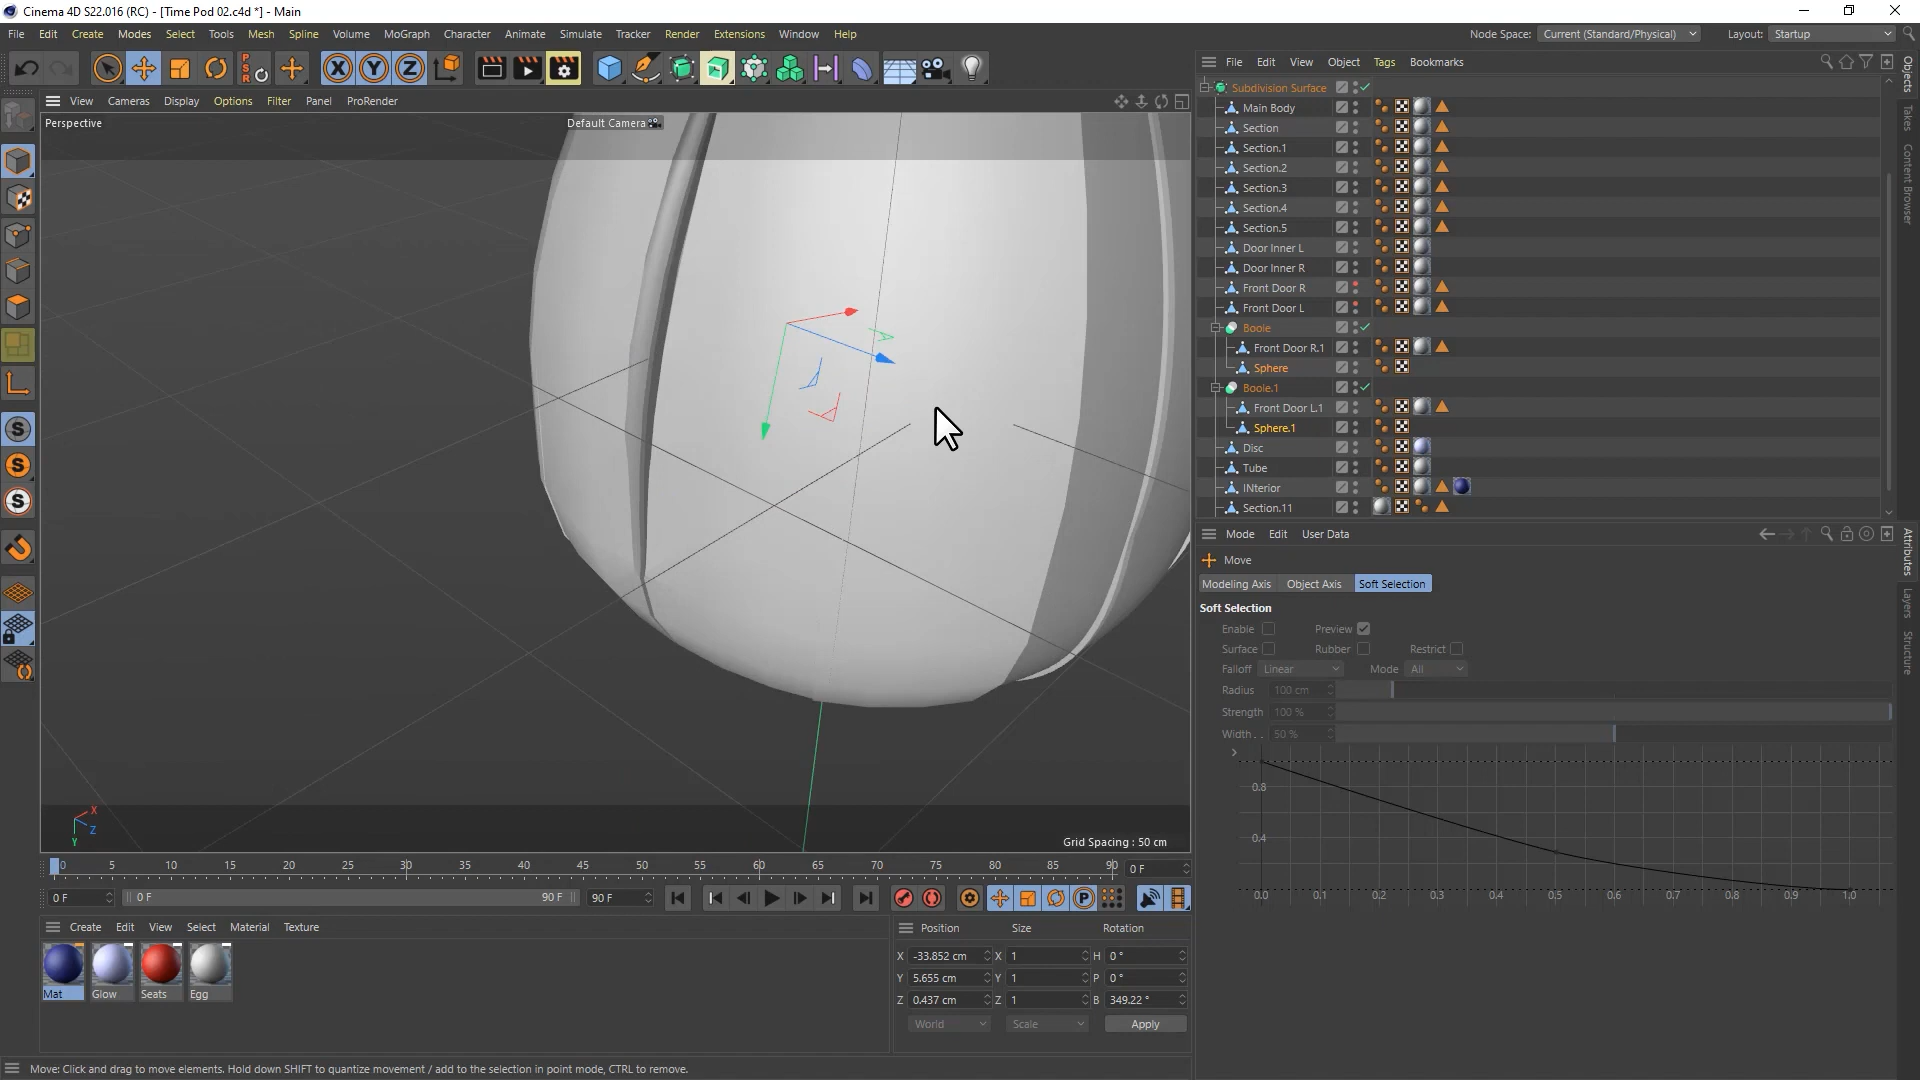 Cinema 4D S22.016 (RC) - [Time Pod 02.c4d *] - Main
File Edit Create Modes Select Tools Mesh Spline Volume MoGraph Character Animate Simulate Tracker Render Extensions Window Help
Node Space: Current (Standard/Physical) Layout: Startup
PSR X Y Z
View Cameras Display Options Filter Panel ProRender
Perspective
Default Camera
File Edit View Object Tags Bookmarks
Subdivision Surface
Main Body
Section
Section.1
Section.2
Section.3
Section.4
Section.5
Door Inner L
Door Inner R
Front Door R
Front Door L
Boole
Front Door R.1
Sphere
Boole.1
Front Door L.1
Sphere.1
Disc
Tube
INterior
Section.11
Objects
Takes
Content Browser
Mode Edit User Data
Move
Modeling Axis Object Axis Soft Selection
Soft Selection
Enable Preview
Surface Rubber Restrict
Falloff Linear Mode All
Radius 100 cm
Strength 100 %
Width . . 50 %
0.8
0.4
0.0 0.1 0.2 0.3 0.4 0.5 0.6 0.7 0.8 0.9 1.0
Attributes
Layers
Structure
X
Z
Y
Grid Spacing : 50 cm
0 5 10 15 20 25 30 35 40 45 50 55 60 65 70 75 80 85 90 0 F
0 F 0 F 90 F 90 F P
Create Edit View Select Material Texture
Mat Glow Seats Egg
Position Size Rotation
X -33.852 cm X 1 H 0 °
Y 5.655 cm Y 1 P 0 °
Z 0.437 cm Z 1 B 349.22 °
World Scale Apply
Move: Click and drag to move elements. Hold down SHIFT to quantize movement / add to the selection in point mode, CTRL to remove.